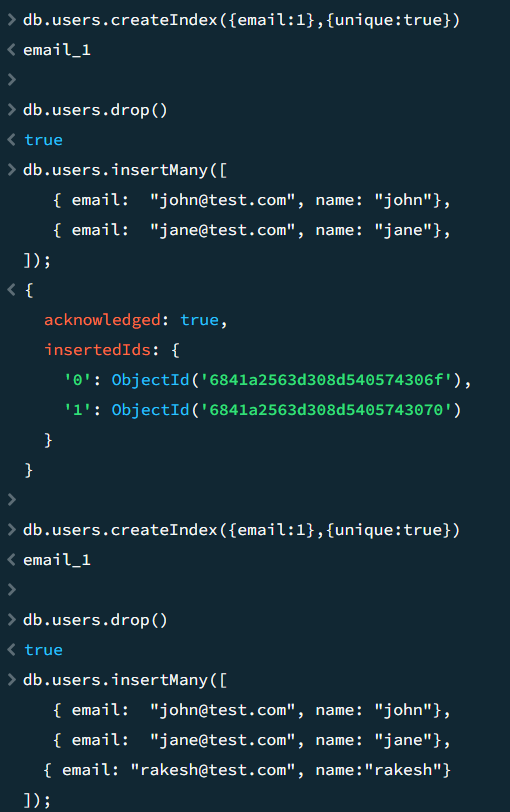 > db.users.createIndex({email:1},{unique:true})
< email_1
>
> db.users.drop()
< true
> db.users.insertMany([
   { email:  "john@test.com", name: "john"},
   { email:  "jane@test.com", name: "jane"},
]);
< {
  acknowledged: true,
  insertedIds: {
    '0': ObjectId('6841a2563d308d540574306f'),
    '1': ObjectId('6841a2563d308d5405743070')
  }
}
>
> db.users.createIndex({email:1},{unique:true})
< email_1
>
> db.users.drop()
< true
> db.users.insertMany([
   { email:  "john@test.com", name: "john"},
   { email:  "jane@test.com", name: "jane"},
  { email: "rakesh@test.com", name:"rakesh"}
]);